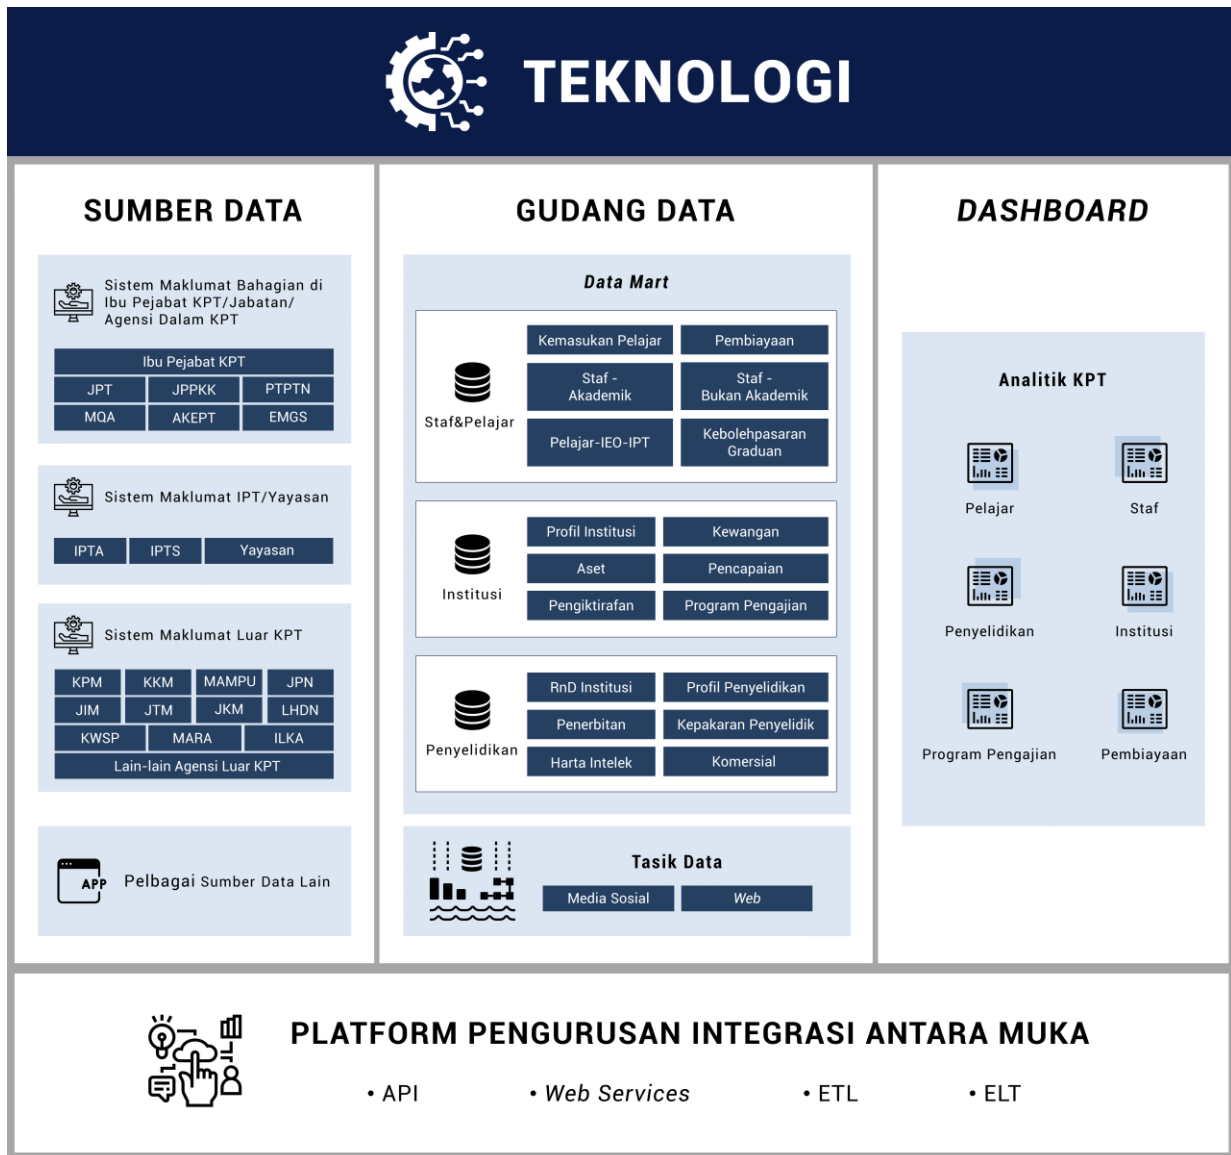 TEKNOLOGI
SUMBER DATA
Sistem Maklumat Bahagian di
Ibu Pejabat KPT/Jabatan/
Agensi Dalam KPT
Ibu Pejabat KPT
JPT
JPPKK
PTPTN
MQA
AKEPT
EMGS
Sistem Maklumat IPT/Yayasan
IPTA
IPTS
Yayasan
Sistem Maklumat Luar KPT
KPM
KKM
MAMPU
JPN
JIM
JTM
JKM
LHDN
KWSP
MARA
ILKA
Lain-lain Agensi Luar KPT
APP
Pelbagai Sumber Data Lain
GUDANG DATA
Data Mart
Staf&Pelajar
Kemasukan Pelajar
Pembiayaan
Staf -
Akademik
Staf -
Bukan Akademik
Pelajar-IEO-IPT
Kebolehpasaran
Graduan
Institusi
Profil Institusi
Kewangan
Aset
Pencapaian
Pengiktirafan
Program Pengajian
Penyelidikan
RnD Institusi
Profil Penyelidikan
Penerbitan
Kepakaran Penyelidik
Harta Intelek
Komersial
Tasik Data
Media Sosial
Web
DASHBOARD
Analitik KPT
Pelajar
Staf
Penyelidikan
Institusi
Program Pengajian
Pembiayaan
PLATFORM PENGURUSAN INTEGRASI ANTARA MUKA
• API
• Web Services
• ETL
• ELT